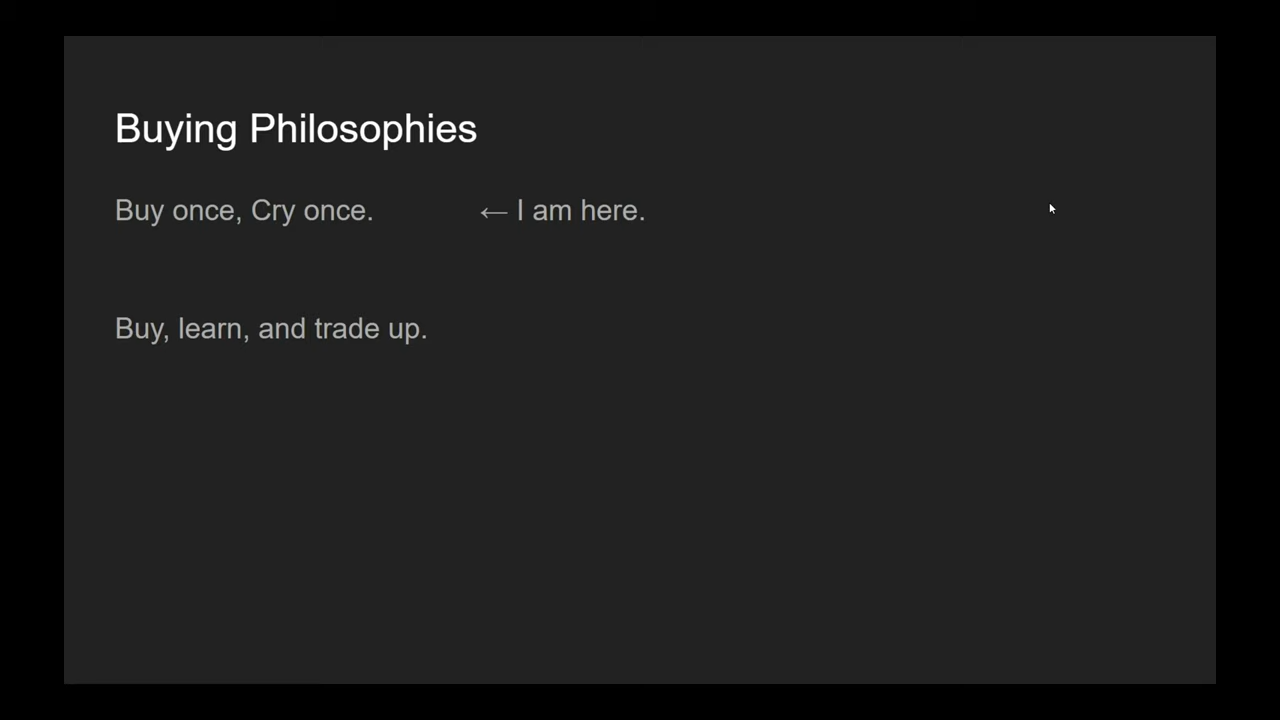 Buying Philosophies
Buy once, Cry once. ← I am here.
Buy, learn, and trade up.